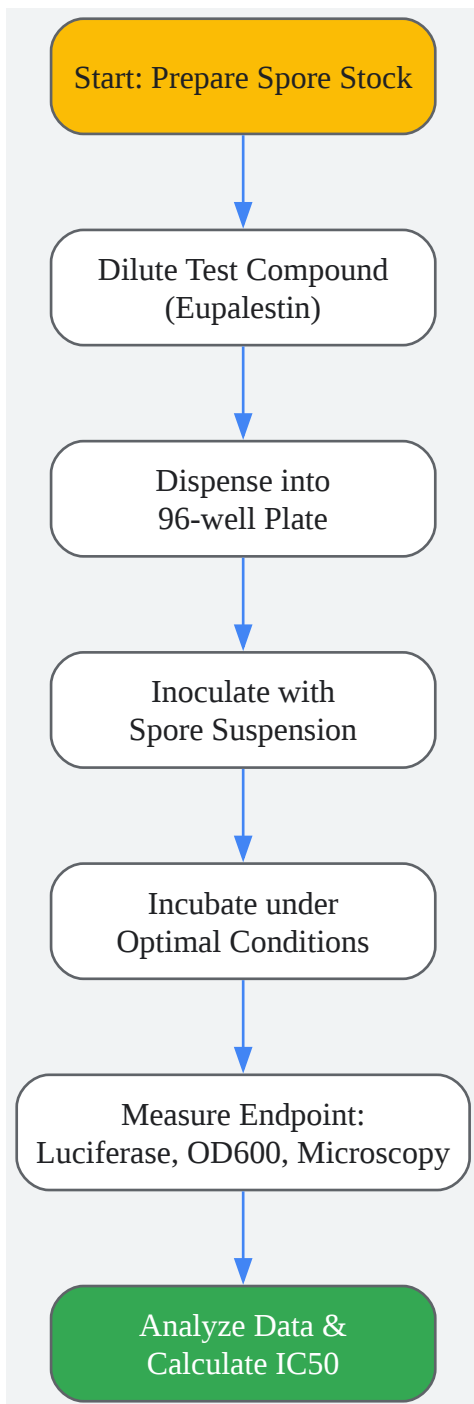 Start: Prepare Spore Stock
Dilute Test Compound
(Eupalestin)
Dispense into
96-well Plate
Inoculate with
Spore Suspension
Incubate under
Optimal Conditions
Measure Endpoint:
Luciferase, OD600, Microscopy
Analyze Data &
Calculate IC50